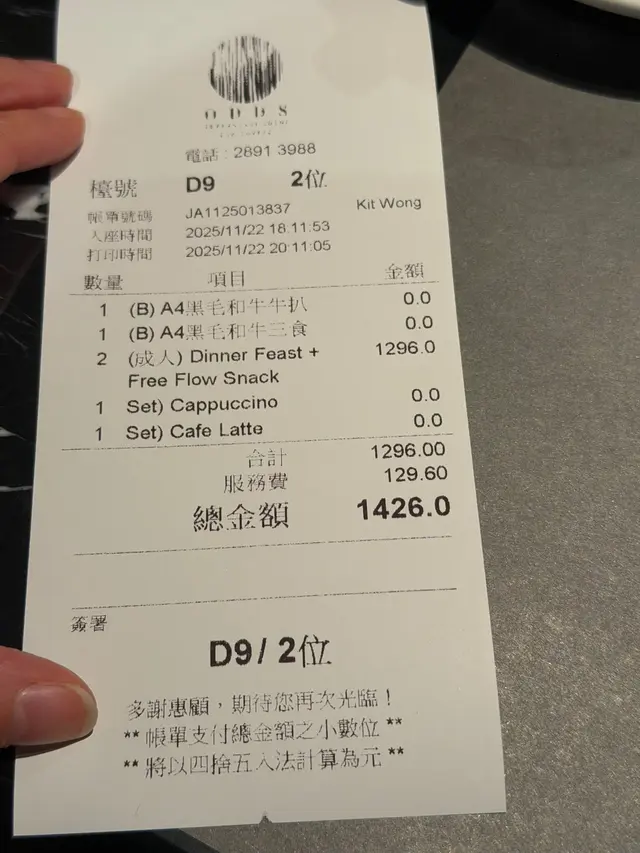 ODDS
電話：2891 3988
檯號 D9 2位
帳單號碼 JA1125013837 Kit Wong
入座時間 2025/11/22 18:11:53
打印時間 2025/11/22 20:11:05
數量 項目 金額
1 (B) A4黑毛和牛牛扒 0.0
1 (B) A4黑毛和牛三食 0.0
2 (成人) Dinner Feast + 1296.0
Free Flow Snack
1 Set) Cappuccino 0.0
1 Set) Cafe Latte 0.0
合計 1296.00
服務費 129.60
總金額 1426.0
簽署
D9/ 2位
多謝惠顧，期待您再次光臨！
** 帳單支付總金額之小數位 **
** 將以四捨五入法計算為元 **